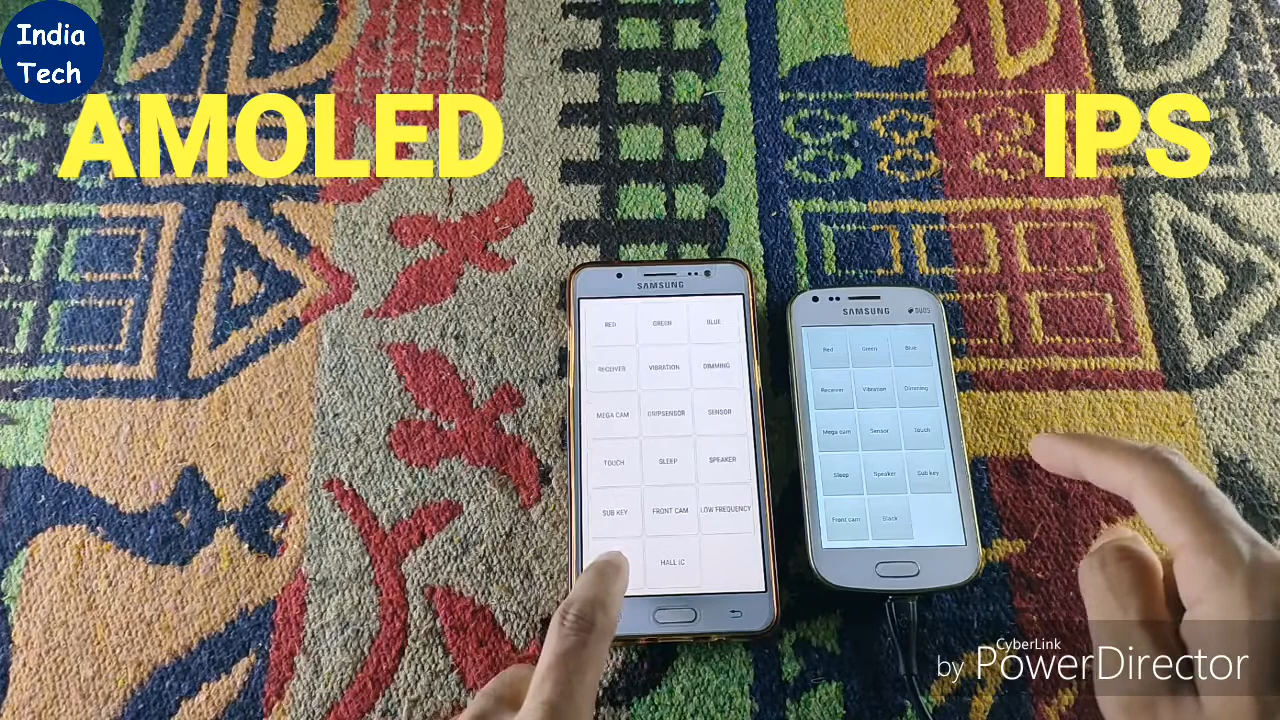 India
Tech
AMOLED
IPS
SAMSUNG
RED GREEN BLUE
RECEIVER VIBRATION DIMMING
MEGA CAM GRIPSENSOR SENSOR
TOUCH SLEEP SPEAKER
SUB KEY FRONT CAM LOW FREQUENCY
HALL IC
SAMSUNG DUOS
Red Green Blue
Receiver Vibration Dimming
Mega cam Sensor Touch
Sleep Speaker Sub key
Front cam Black
CyberLink
by PowerDirector